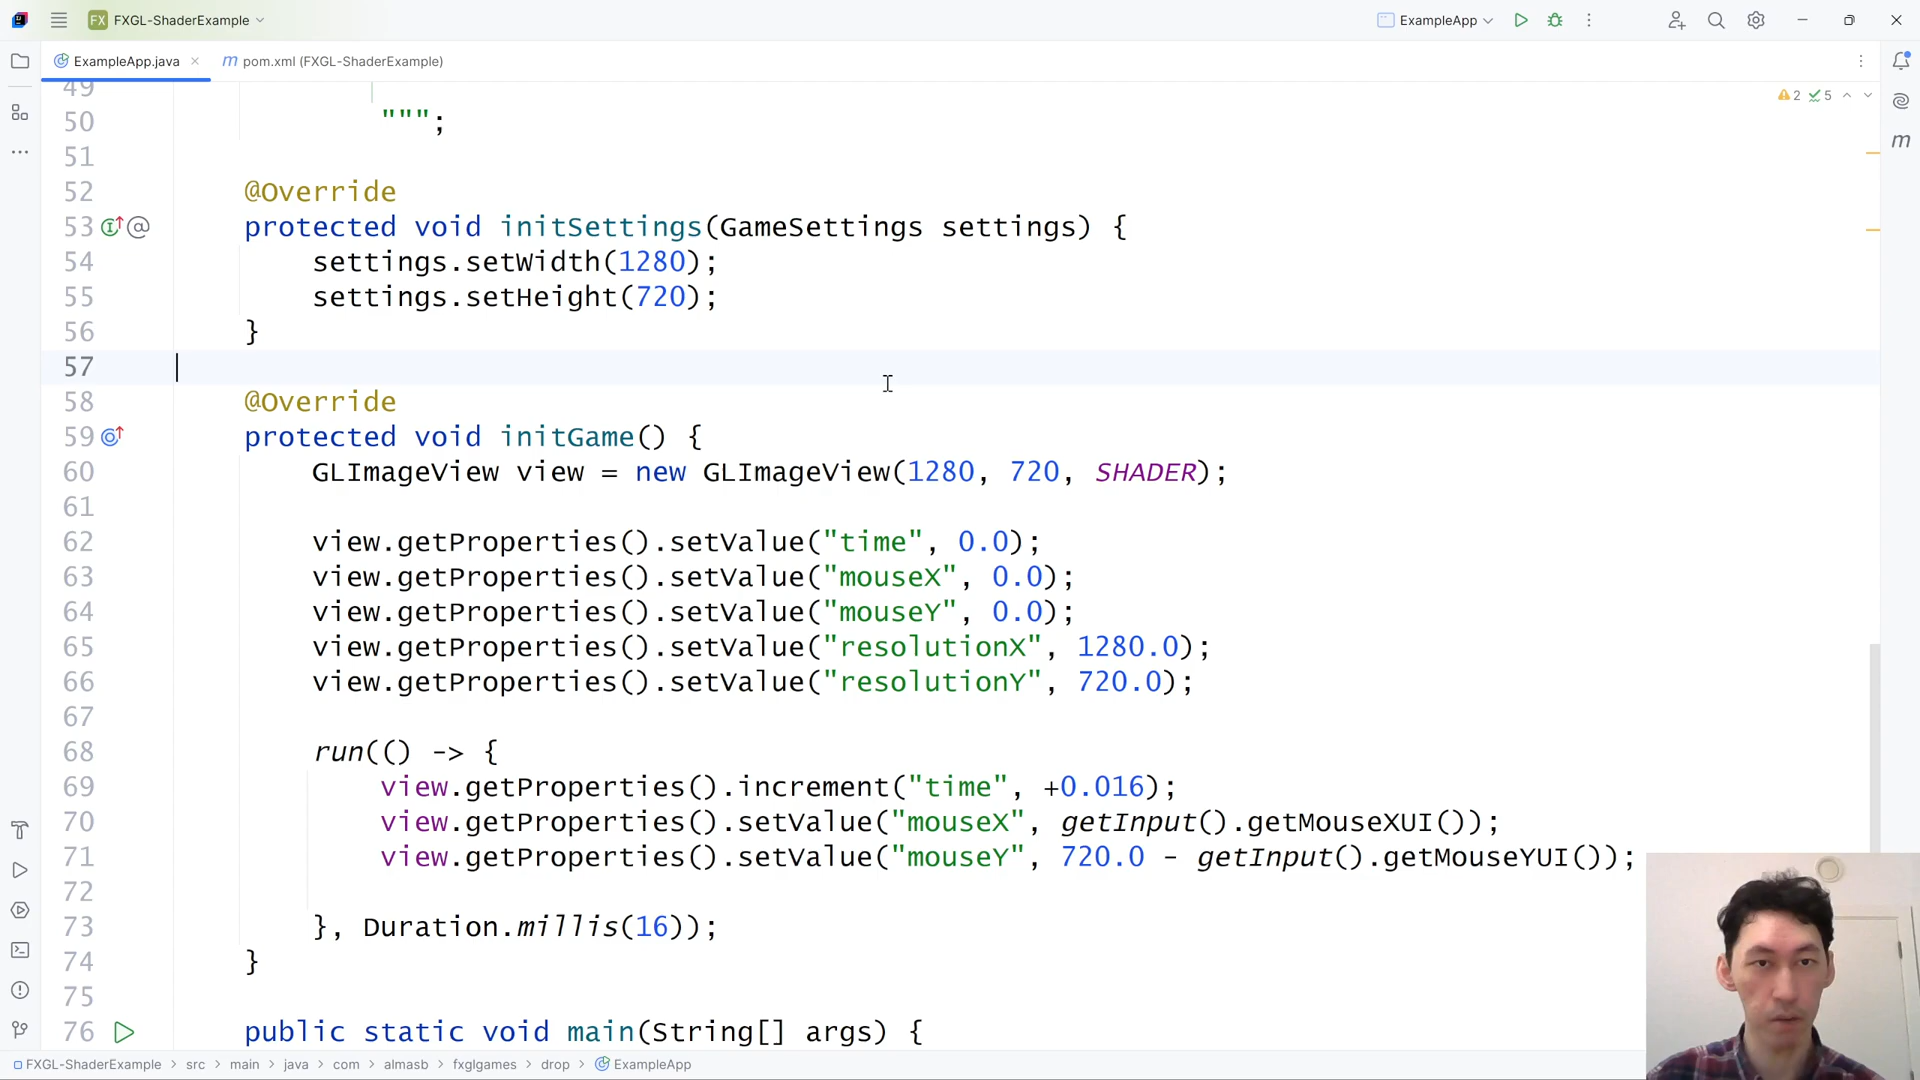 FX FXGL-ShaderExample
ExampleApp
ExampleApp.java
m pom.xml (FXGL-ShaderExample)
2 5
49
50 """;
51
52 @Override
53 protected void initSettings(GameSettings settings) {
54 settings.setWidth(1280);
55 settings.setHeight(720);
56 }
57
58 @Override
59 protected void initGame() {
60 GLImageView view = new GLImageView(1280, 720, SHADER);
61
62 view.getProperties().setValue("time", 0.0);
63 view.getProperties().setValue("mouseX", 0.0);
64 view.getProperties().setValue("mouseY", 0.0);
65 view.getProperties().setValue("resolutionX", 1280.0);
66 view.getProperties().setValue("resolutionY", 720.0);
67
68 run(() -> {
69 view.getProperties().increment("time", +0.016);
70 view.getProperties().setValue("mouseX", getInput().getMouseXUI());
71 view.getProperties().setValue("mouseY", 720.0 - getInput().getMouseYUI());
72
73 }, Duration.millis(16));
74 }
75
76 public static void main(String[] args) {
FXGL-ShaderExample > src > main > java > com > almasb > fxglgames > drop > ExampleApp